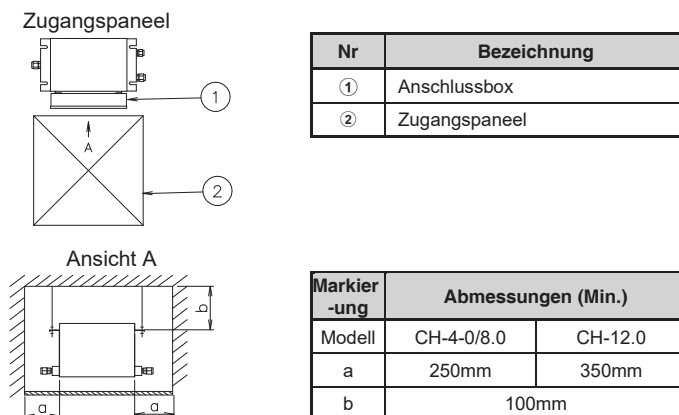 Zugangspaneel
1
A
2
Nr Bezeichnung
① Anschlussbox
② Zugangspaneel
Ansicht A
b
a a
Markier
-ung
Abmessungen (Min.)
Modell CH-4-0/8.0 CH-12.0
a 250mm 350mm
b 100mm